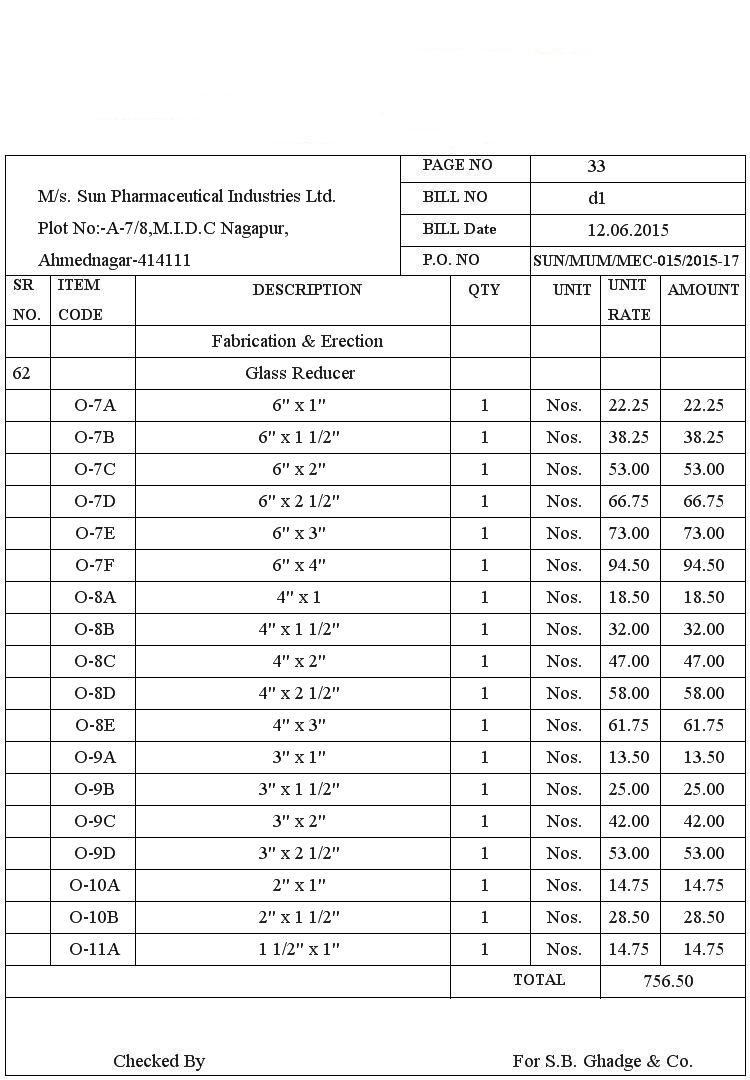 PAGE NO 33
M/s. Sun Pharmaceutical Industries Ltd. BILL NO d1
Plot No:-A-7/8,M.I.D.C Nagapur, BILL Date 12.06.2015
Ahmednagar-414111 P.O. NO SUN/MUM/MEC-015/2015-17
SR NO. ITEM CODE DESCRIPTION QTY UNIT UNIT RATE AMOUNT
Fabrication & Erection
62 Glass Reducer
O-7A 6" x 1" 1 Nos. 22.25 22.25
O-7B 6" x 1 1/2" 1 Nos. 38.25 38.25
O-7C 6" x 2" 1 Nos. 53.00 53.00
O-7D 6" x 2 1/2" 1 Nos. 66.75 66.75
O-7E 6" x 3" 1 Nos. 73.00 73.00
O-7F 6" x 4" 1 Nos. 94.50 94.50
O-8A 4" x 1 1 Nos. 18.50 18.50
O-8B 4" x 1 1/2" 1 Nos. 32.00 32.00
O-8C 4" x 2" 1 Nos. 47.00 47.00
O-8D 4" x 2 1/2" 1 Nos. 58.00 58.00
O-8E 4" x 3" 1 Nos. 61.75 61.75
O-9A 3" x 1" 1 Nos. 13.50 13.50
O-9B 3" x 1 1/2" 1 Nos. 25.00 25.00
O-9C 3" x 2" 1 Nos. 42.00 42.00
O-9D 3" x 2 1/2" 1 Nos. 53.00 53.00
O-10A 2" x 1" 1 Nos. 14.75 14.75
O-10B 2" x 1 1/2" 1 Nos. 28.50 28.50
O-11A 1 1/2" x 1" 1 Nos. 14.75 14.75
TOTAL 756.50
Checked By For S.B. Ghadge & Co.